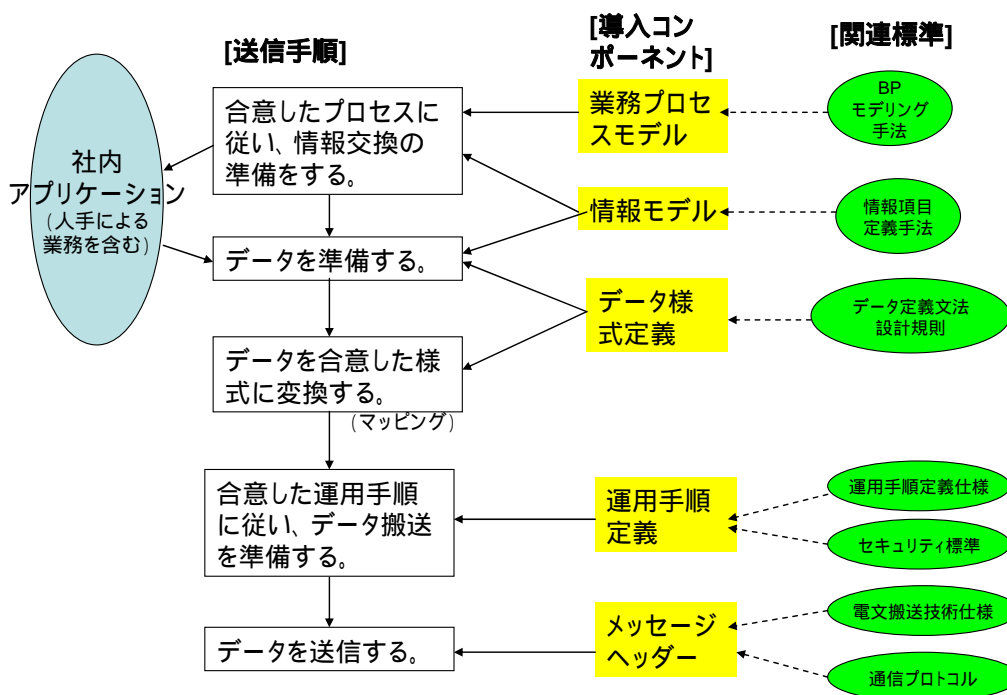 [送信手順]
[導入コン
ポーネント]
[関連標準]
社内
アプリケーション
(人手による
業務を含む)
合意したプロセスに
従い、情報交換の
準備をする。
業務プロセ
スモデル
BP
モデリング
手法
データを準備する。
情報モデル
情報項目
定義手法
データを合意した様
式に変換する。
(マッピング)
データ様
式定義
データ定義文法
設計規則
合意した運用手順
に従い、データ搬送
を準備する。
運用手順
定義
運用手順定義仕様
セキュリティ標準
データを送信する。
メッセージ
ヘッダー
電文搬送技術仕様
通信プロトコル